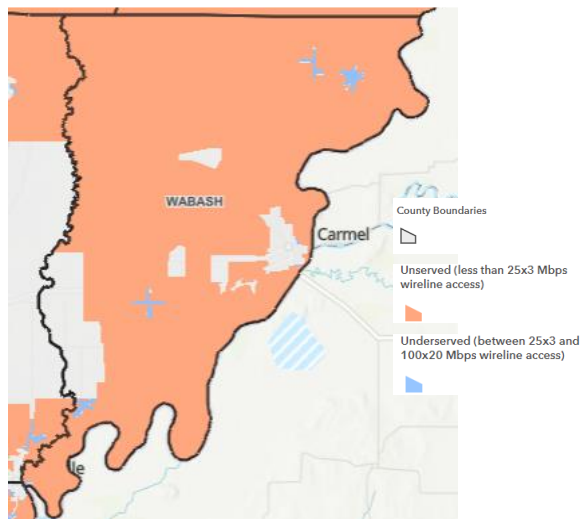 WABASH
Carmel
le
County Boundaries
Unserved (less than 25x3 Mbps
wireline access)
Underserved (between 25x3 and
100x20 Mbps wireline access)